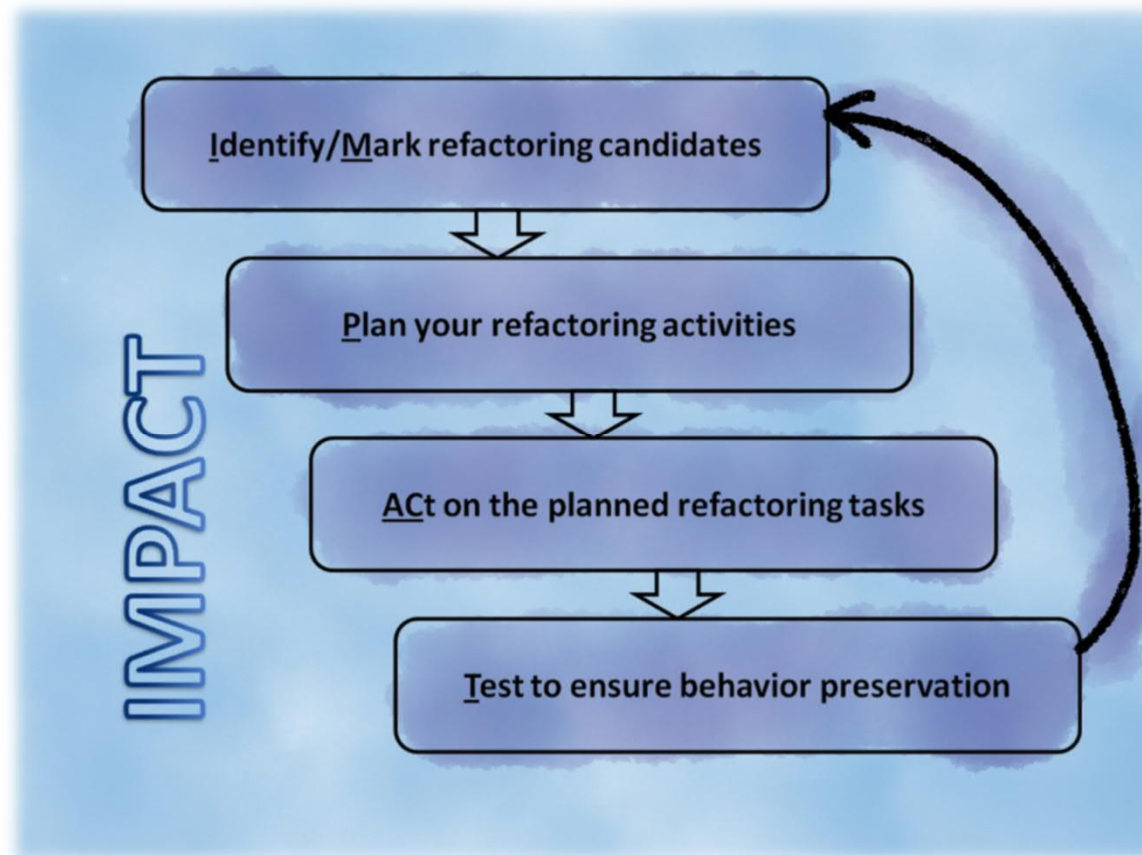 Identify/Mark refactoring candidates
Plan your refactoring activities
ACt on the planned refactoring tasks
Test to ensure behavior preservation
IMPACT